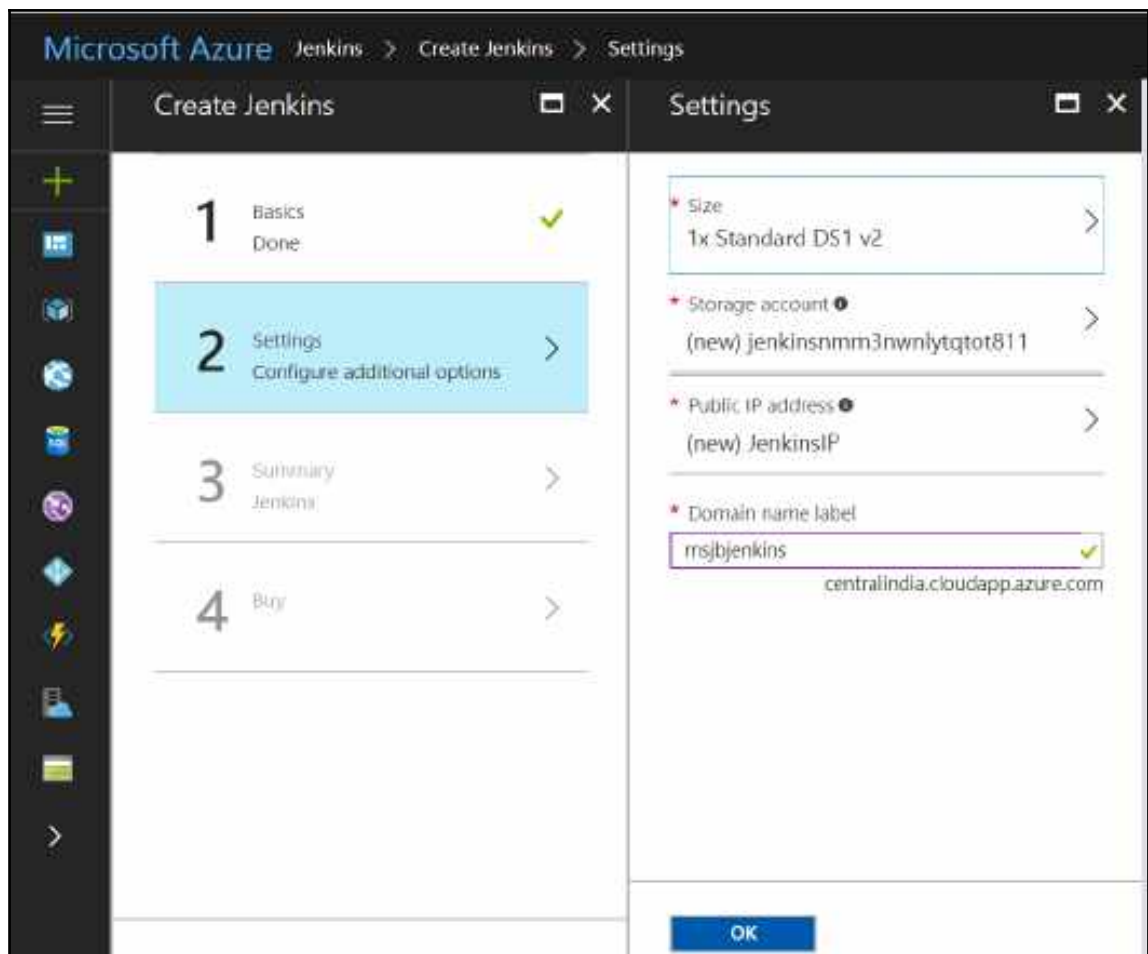 Microsoft Azure Jenkins > Create Jenkins > Settings
Create Jenkins
1
Basics
Done
2
Settings
Configure additional options
3
Summary
Jenkins
4
Buy
Settings
* Size
1x Standard DS1 v2
* Storage account
(new) jenkinsnmm3nwnlytqtot811
* Public IP address
(new) JenkinsIP
* Domain name label
msjbjenkins
centralindia.cloudapp.azure.com
OK